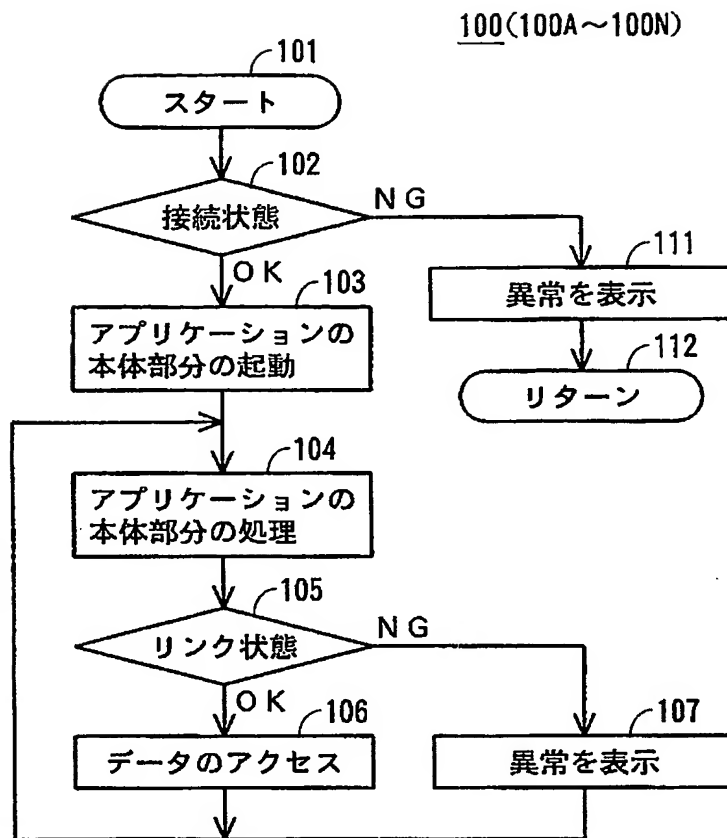 100(100A～100N)
101
スタート
102
接続状態
NG
OK
103
111
異常を表示
アプリケーションの
本体部分の起動
112
リターン
104
アプリケーションの
本体部分の処理
105
リンク状態
NG
OK
106
107
データのアクセス
異常を表示